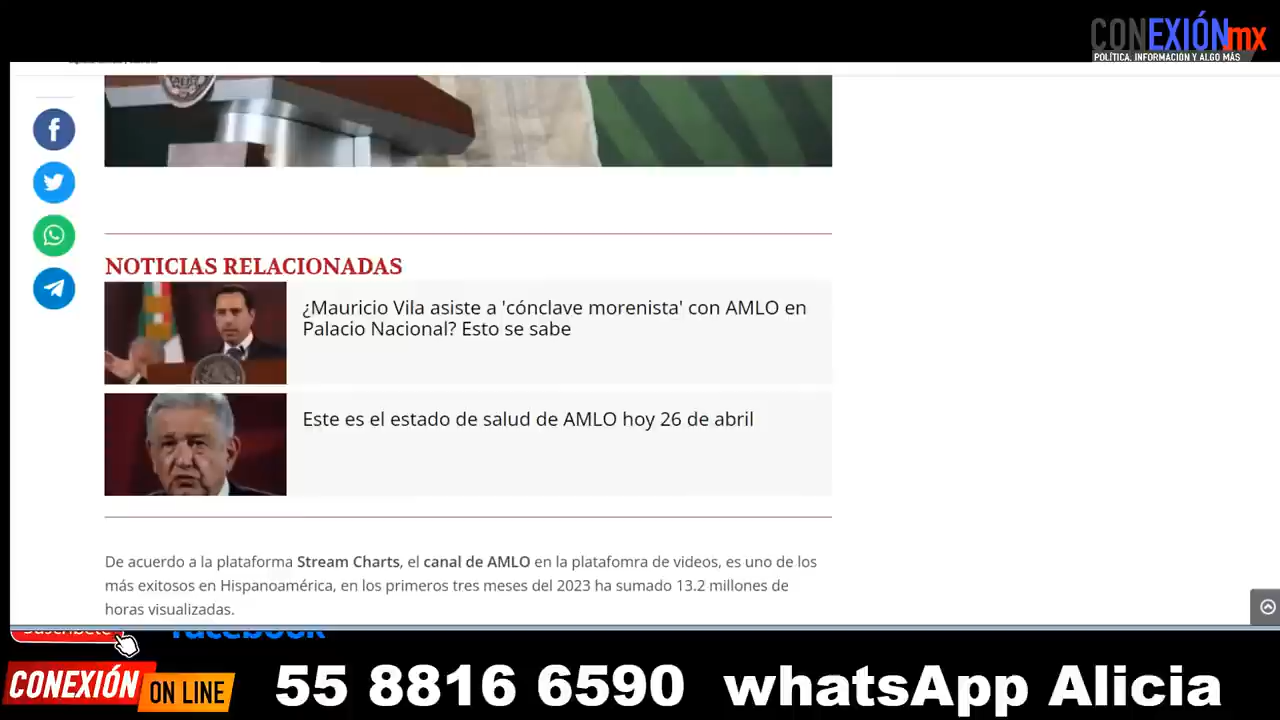 CONEXIÓNmx
POLÍTICA, INFORMACIÓN Y ALGO MÁS
NOTICIAS RELACIONADAS
¿Mauricio Vila asiste a 'cónclave morenista' con AMLO en
Palacio Nacional? Esto se sabe
Este es el estado de salud de AMLO hoy 26 de abril
De acuerdo a la plataforma Stream Charts, el canal de AMLO en la platafomra de videos, es uno de los
más exitosos en Hispanoamérica, en los primeros tres meses del 2023 ha sumado 13.2 millones de
horas visualizadas.
Suscríbete facebook
CONEXIÓN ON LINE
55 8816 6590 whatsApp Alicia